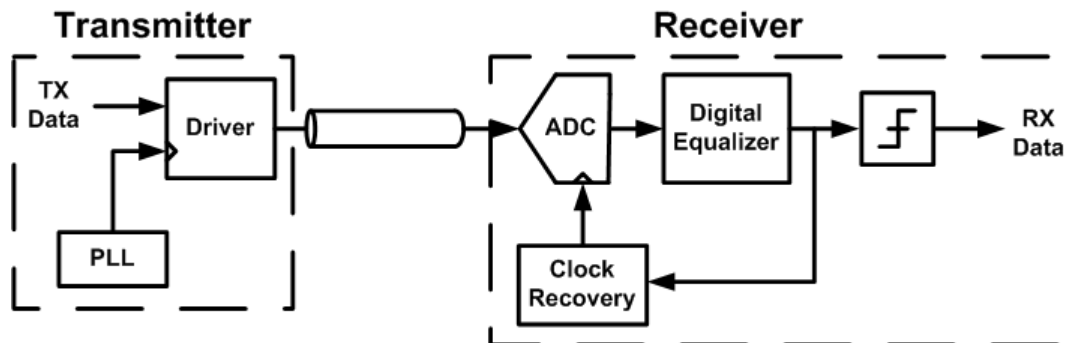 Transmitter
Receiver
TX
Data
Driver
PLL
ADC
Digital
Equalizer
Clock
Recovery
RX
Data